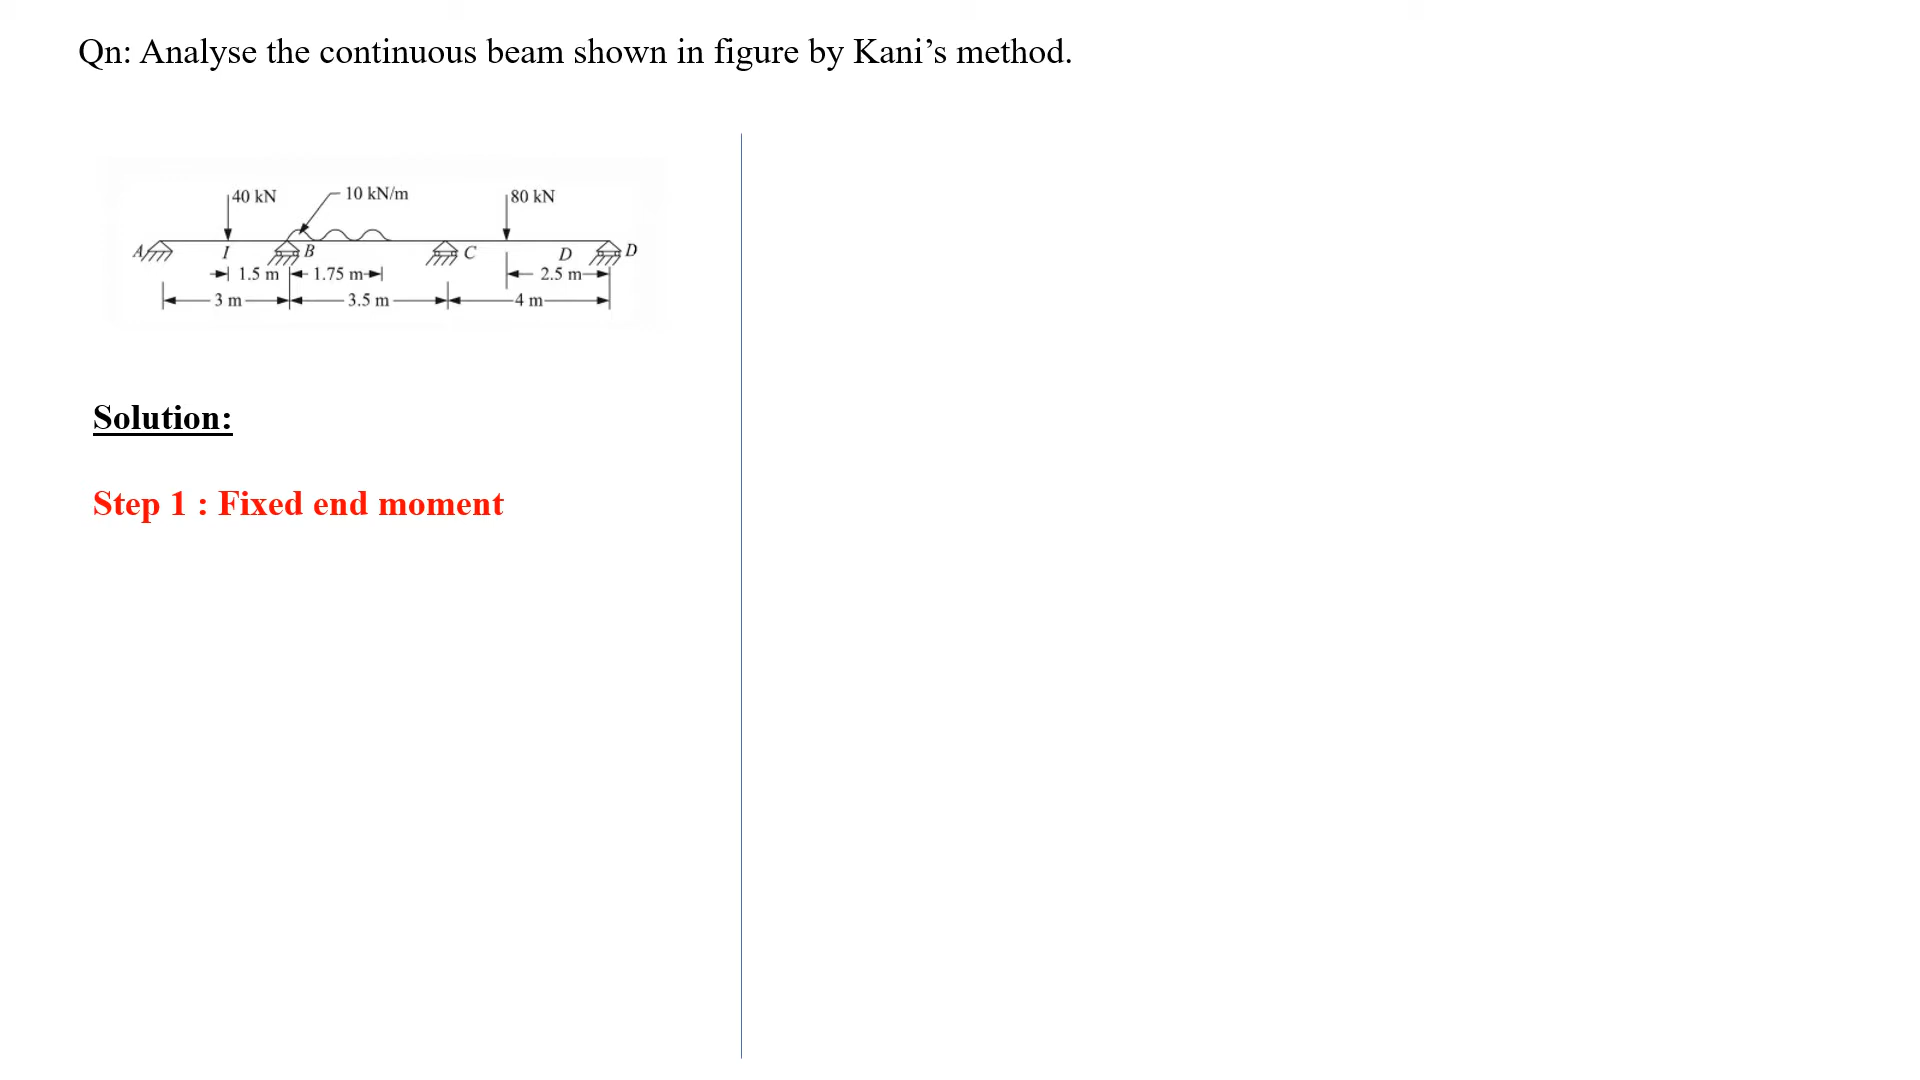 Qn: Analyse the continuous beam shown in figure by Kani’s method.
40 kN
10 kN/m
80 kN
A
I
B
C
D
D
1.5 m
1.75 m
2.5 m
3 m
3.5 m
4 m
Solution:
Step 1 : Fixed end moment